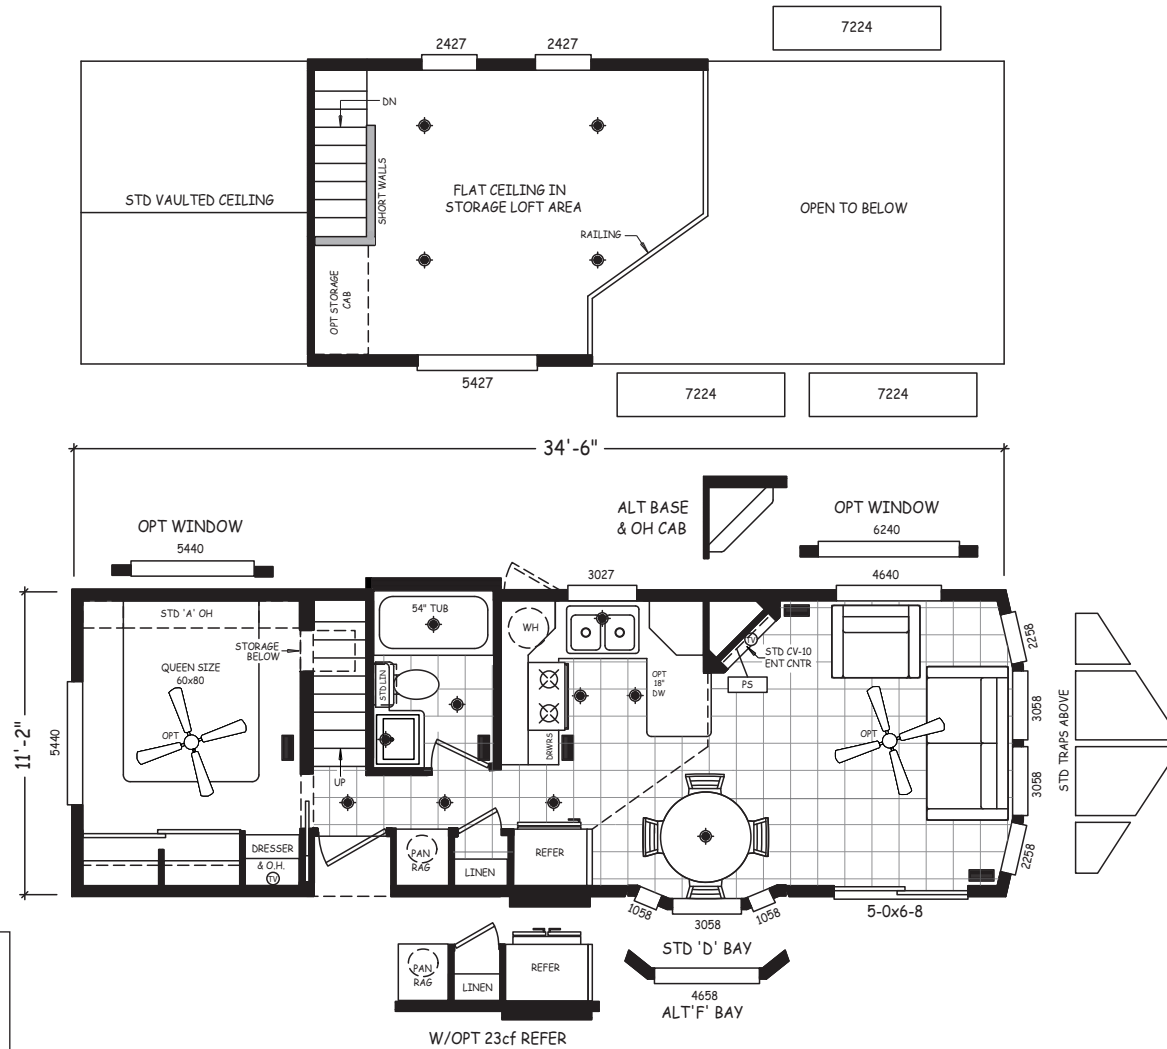 7224
2427
2427
DN
SHORT WALLS
STD VAULTED CEILING
FLAT CEILING IN
STORAGE LOFT AREA
OPEN TO BELOW
RAILING
OPT STORAGE
CAB
5427
7224
7224
34'-6"
ALT BASE
& OH CAB
OPT WINDOW
5440
OPT WINDOW
6240
3027
4640
STD 'A' OH
54" TUB
WH
STORAGE
BELOW
QUEEN SIZE
60x80
STD LIN
OPT
18"
DW
TV
STD CV-10
ENT CNTR
PS
2258
3058
STD TRAPS ABOVE
3058
2258
OPT
OPT
5440
11'-2"
UP
DRWRS
DRESSER
& O.H.
TV
PAN
RAG
LINEN
REFER
1058
3058
1058
5-0x6-8
STD 'D' BAY
4658
ALT'F' BAY
PAN
RAG
LINEN
REFER
W/OPT 23cf REFER